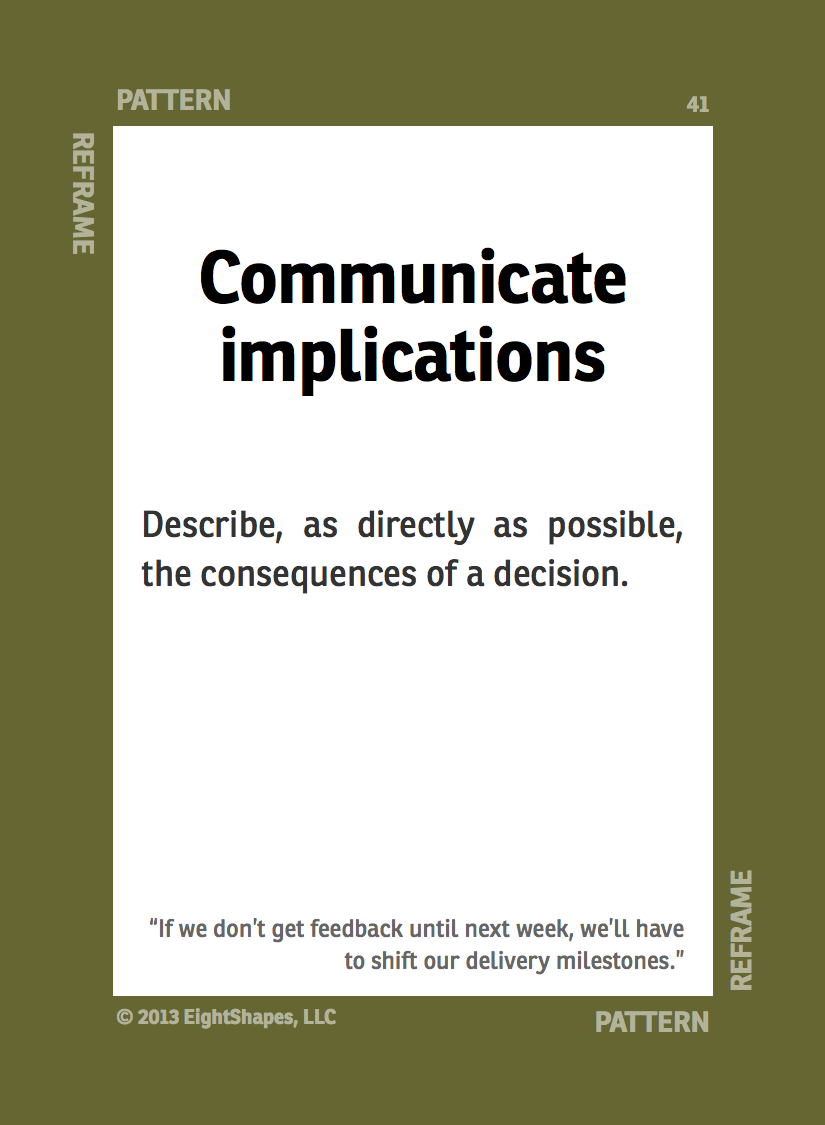 PATTERN
41
REFRAME
Communicate
implications
Describe, as directly as possible,
the consequences of a decision.
“If we don’t get feedback until next week, we’ll have
to shift our delivery milestones.”
REFRAME
© 2013 EightShapes, LLC
PATTERN